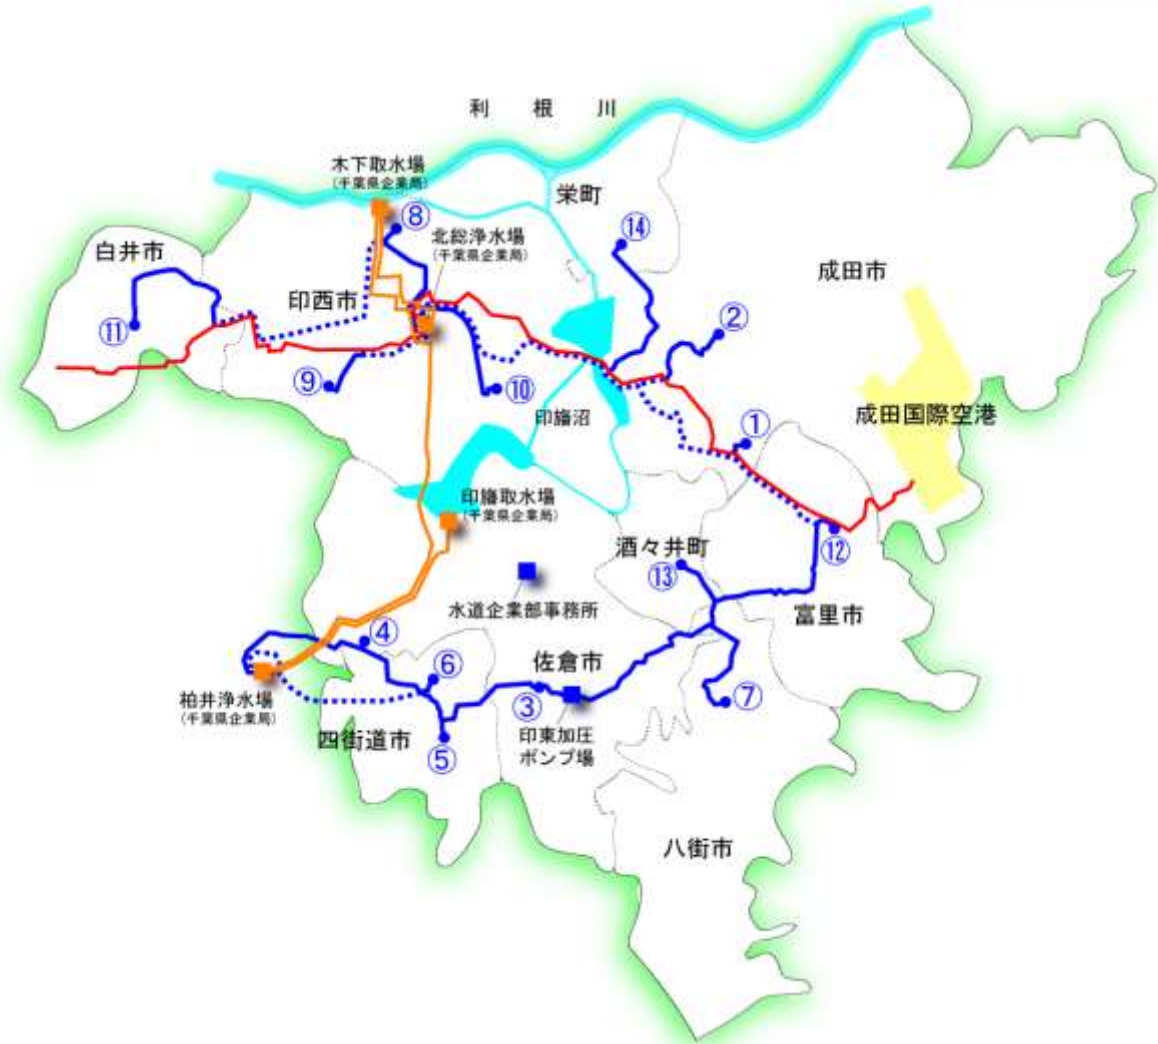 利根川
木下取水場
(千葉県企業局)
栄町
⑧
⑭
北総浄水場
(千葉県企業局)
白井市
成田市
印西市
②
⑪
⑨
⑩
印旛沼
①
成田国際空港
印旛取水場
(千葉県企業局)
⑫
酒々井町
⑬
水道企業部事務所
富里市
④
⑥
佐倉市
柏井浄水場
(千葉県企業局)
③
⑦
四街道市
印東加圧
ポンプ場
⑤
八街市